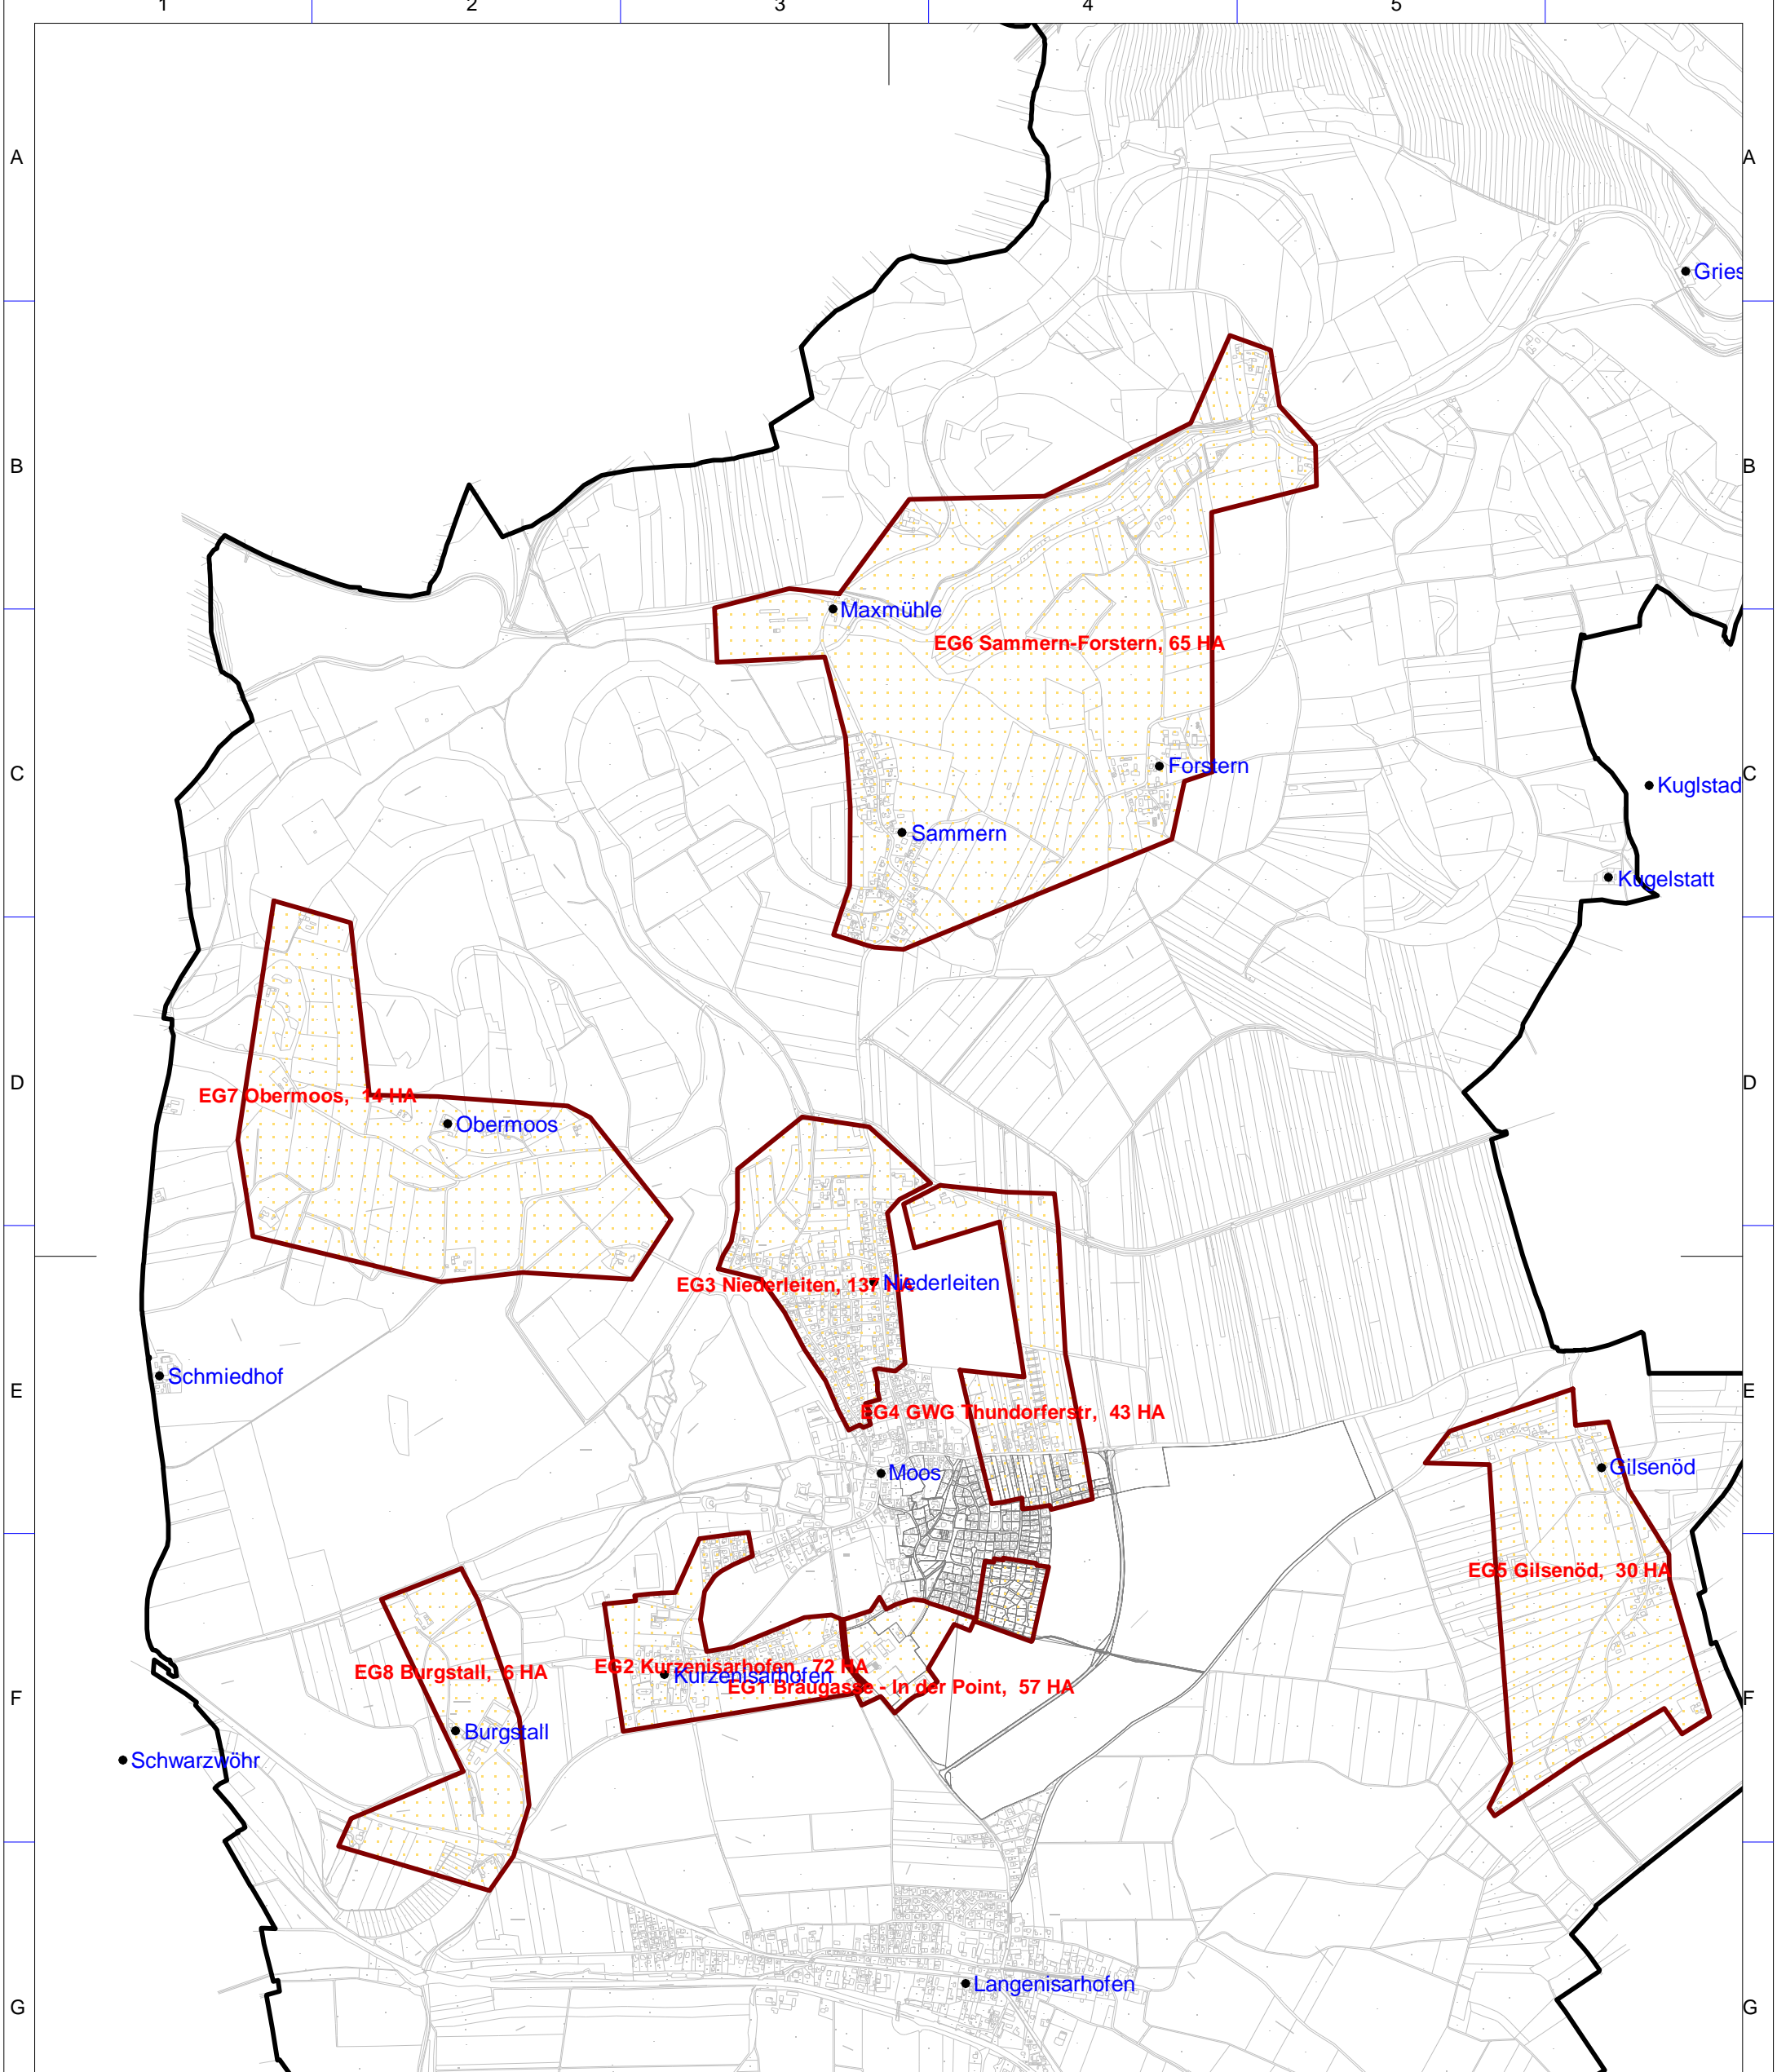 1 2 3 4 5
A A
Gries
B B
Maxmühle
EG6 Sammern-Forstern, 65 HA
Forstern
C C
Kuglstad
Sammern
Kugelstatt
D D
EG7 Obermoos, 14 HA
Obermoos
EG3 Niederleiten, 137 HA
Niederleiten
Schmiedhof
E E
EG4 GWG Thundorferstr, 43 HA
Gilsenöd
Moos
EG5 Gilsenöd, 30 HA
EG8 Burgstall, 6 HA
EG2 Kurzenisarhofen, 72 HA
Kurzenisarhofen
EG1 Braugasse - In der Point, 57 HA
F F
Burgstall
Schwarzwöhr
Langenisarhofen
G G